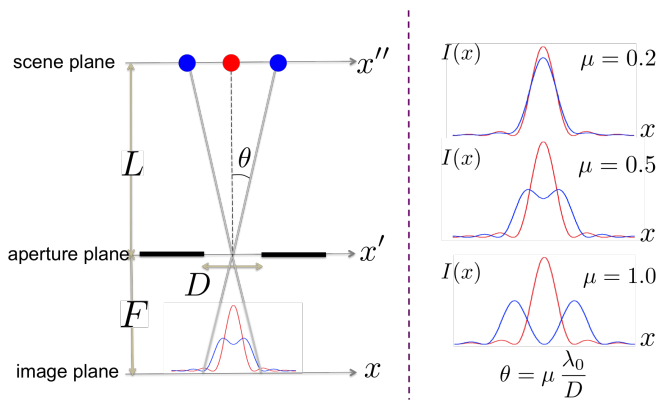 scene plane
x′′
L
θ
aperture plane
x′
D
F
image plane
x
I(x)
μ = 0.2
x
I(x)
μ = 0.5
x
I(x)
μ = 1.0
x
θ = μ λ₀/D